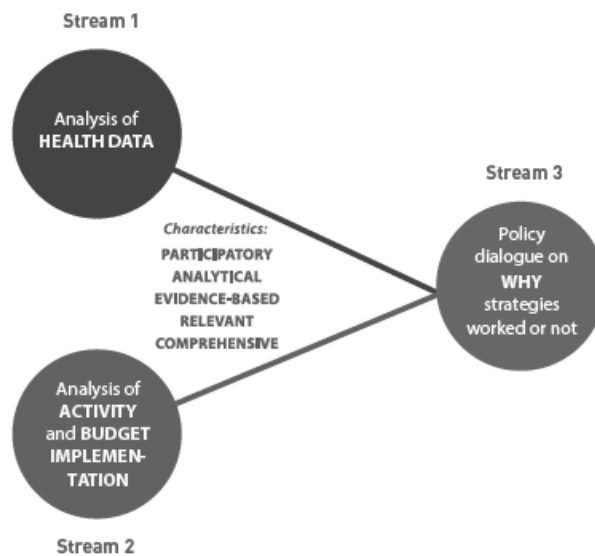 Stream 1
Analysis of
HEALTH DATA
Stream 3
Characteristics:
PARTICIPATORY
ANALYTICAL
EVIDENCE-BASED
RELEVANT
COMPREHENSIVE
Policy
dialogue on
WHY
strategies
worked or not
Analysis of
ACTIVITY
and BUDGET
IMPLEMEN-
TATION
Stream 2